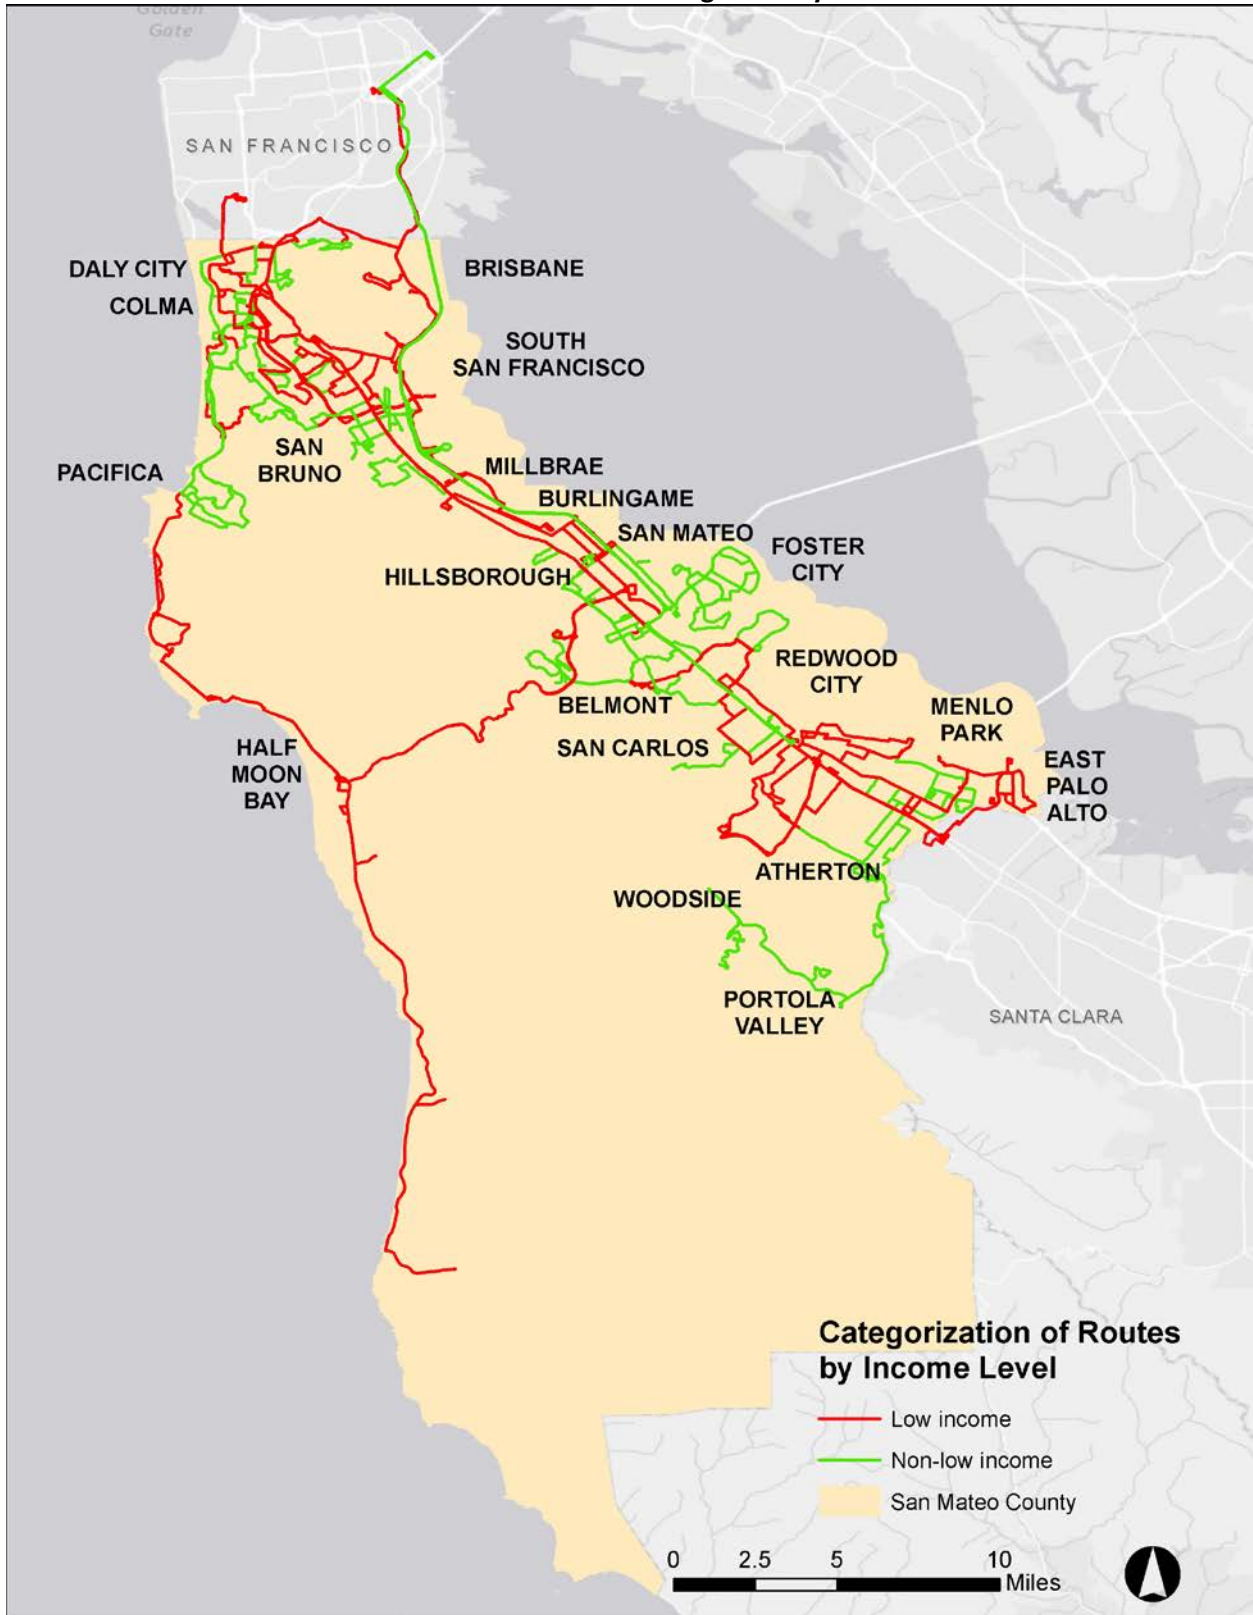 Golden
Gate
SAN FRANCISCO
DALY CITY
BRISBANE
COLMA
SOUTH
SAN FRANCISCO
SAN
BRUNO
PACIFICA
MILLBRAE
BURLINGAME
SAN MATEO
FOSTER
CITY
HILLSBOROUGH
REDWOOD
CITY
BELMONT
MENLO
PARK
SAN CARLOS
HALF
MOON
BAY
EAST
PALO
ALTO
ATHERTON
WOODSIDE
PORTOLA
VALLEY
SANTA CLARA
Categorization of Routes
by Income Level
Low income
Non-low income
San Mateo County
0 2.5 5 10
Miles